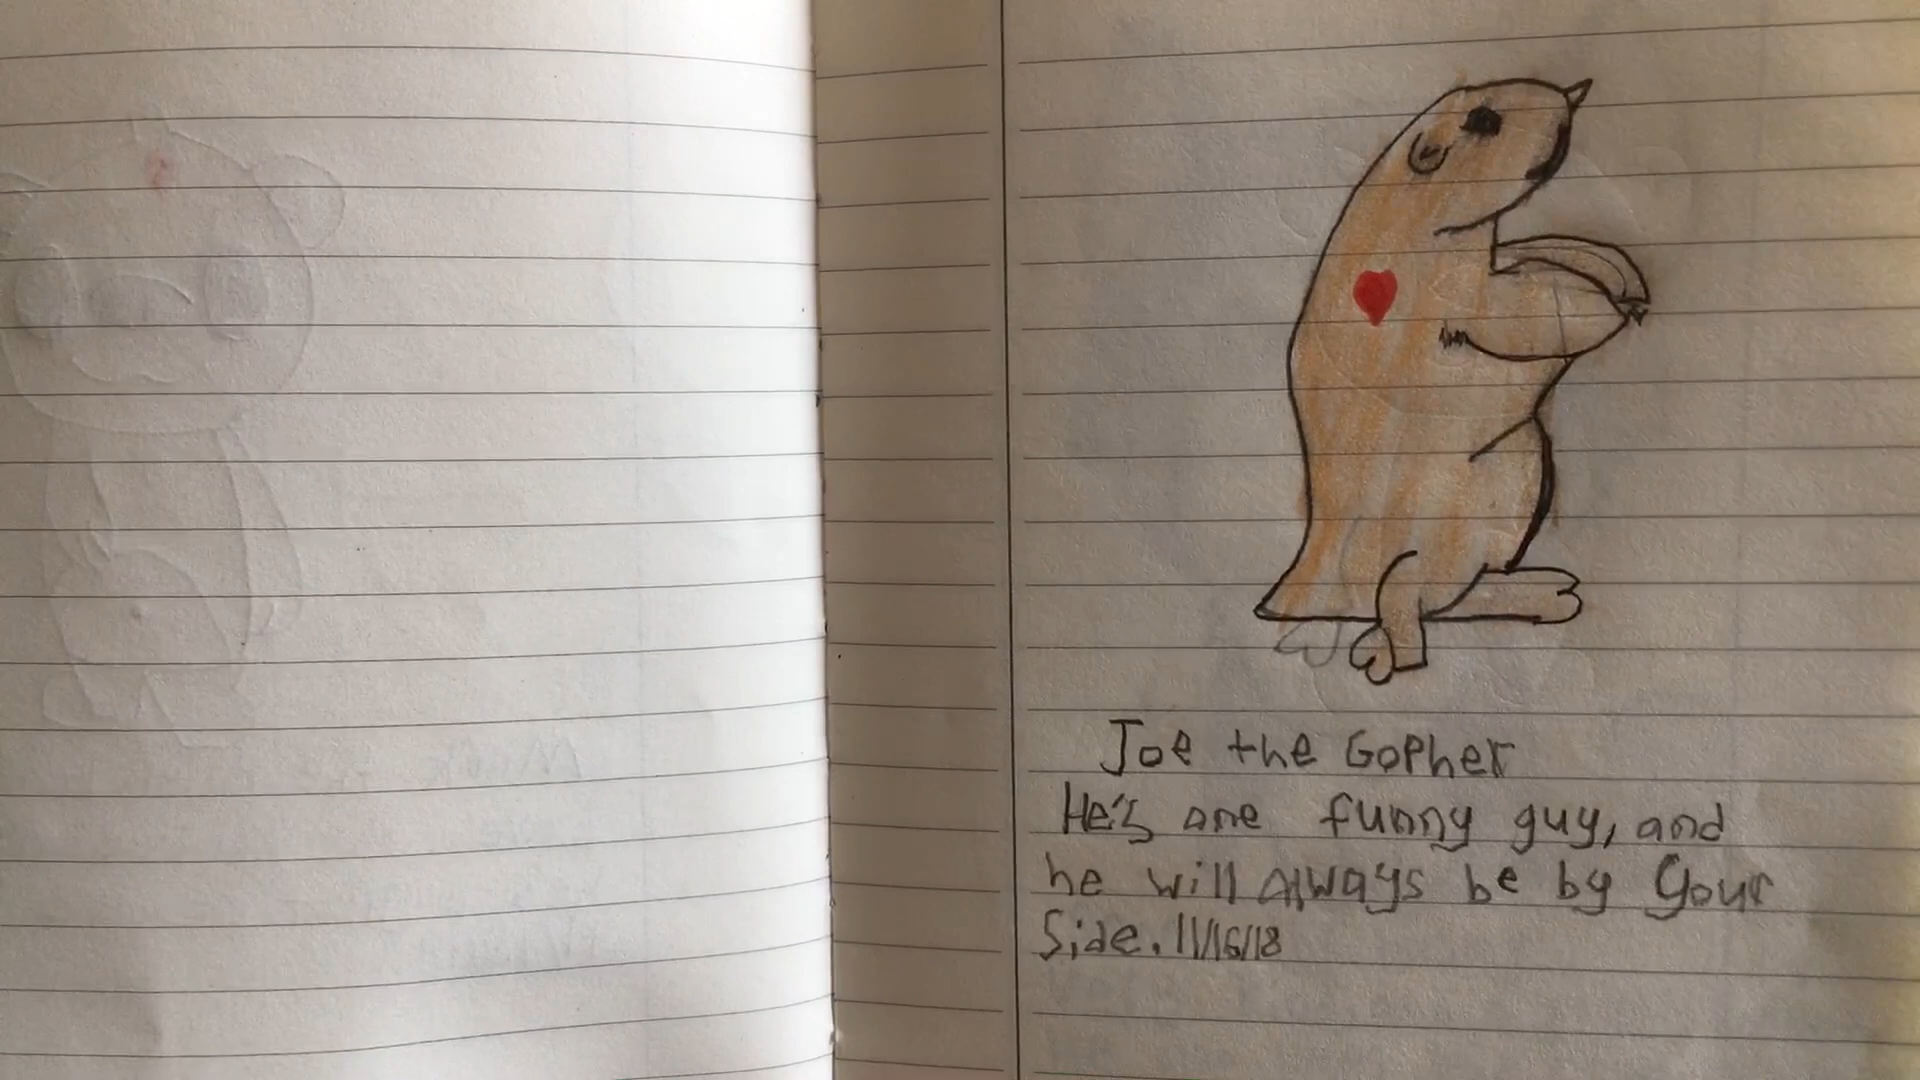 Joe the Gopher
He's one funny guy, and
he will always be by your
Side. 11/16/18